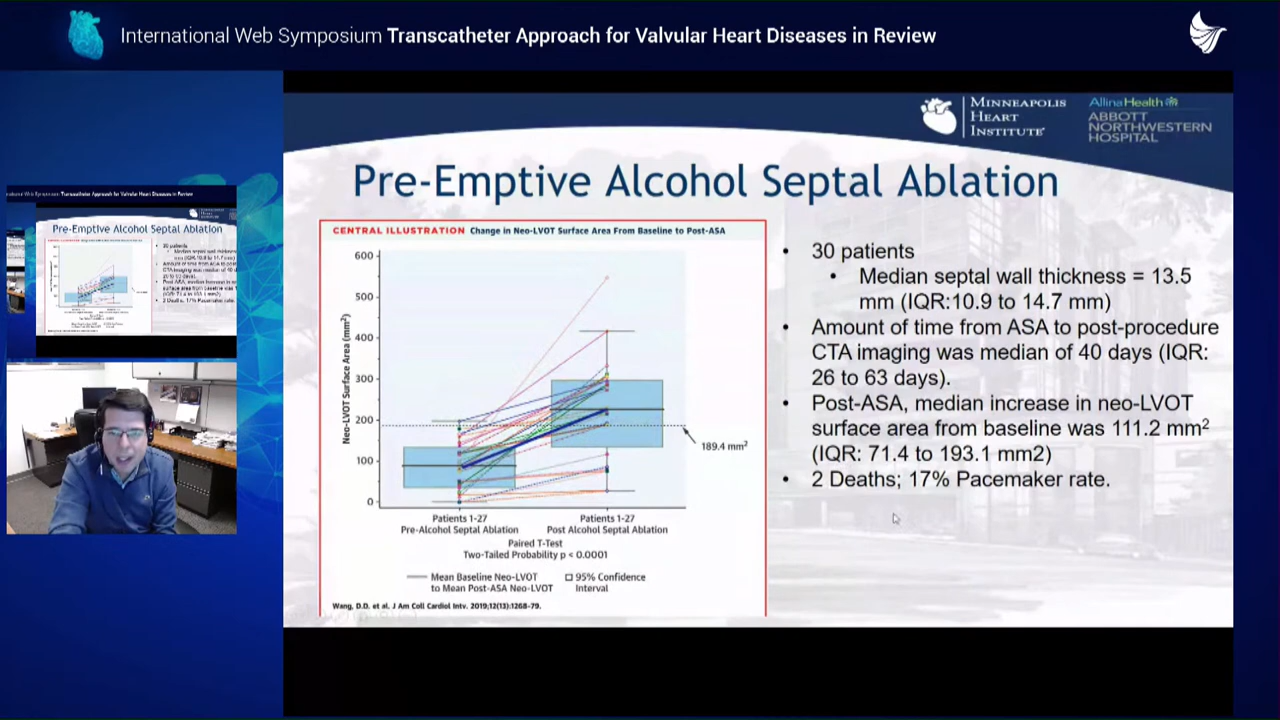 International Web Symposium Transcatheter Approach for Valvular Heart Diseases in Review
MINNEAPOLIS
HEART
INSTITUTE
Allina Health
ABBOTT
NORTHWESTERN
HOSPITAL
Pre-Emptive Alcohol Septal Ablation
CENTRAL ILLUSTRATION Change in Neo-LVOT Surface Area From Baseline to Post-ASA
Neo-LVOT Surface Area (mm²)
600
500
400
300
200
100
0
189.4 mm²
Patients 1-27
Pre-Alcohol Septal Ablation
Patients 1-27
Post Alcohol Septal Ablation
Paired T-Test
Two-Tailed Probability p < 0.0001
Mean Baseline Neo-LVOT
to Mean Post-ASA Neo-LVOT
95% Confidence
Interval
Wang, D.D. et al. J Am Coll Cardiol Intv. 2019;12(13):1268-79.
• 30 patients
• Median septal wall thickness = 13.5
mm (IQR:10.9 to 14.7 mm)
• Amount of time from ASA to post-procedure
CTA imaging was median of 40 days (IQR:
26 to 63 days).
• Post-ASA, median increase in neo-LVOT
surface area from baseline was 111.2 mm²
(IQR: 71.4 to 193.1 mm2)
• 2 Deaths; 17% Pacemaker rate.
Transcatheter Approach for Valvular Heart Diseases in Review
Pre-Emptive Alcohol Septal Ablation